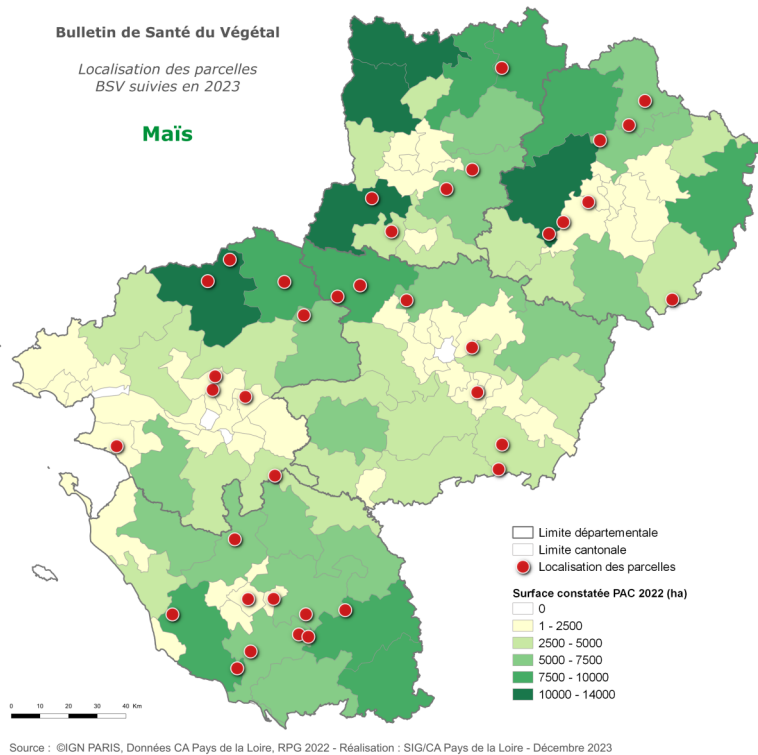 Bulletin de Santé du Végétal
Localisation des parcelles
BSV suivies en 2023
Maïs
Limite départementale
Limite cantonale
Localisation des parcelles
Surface constatée PAC 2022 (ha)
0
1 - 2500
2500 - 5000
5000 - 7500
7500 - 10000
10000 - 14000
0 10 20 30 40 Km
Source : ©IGN PARIS, Données CA Pays de la Loire, RPG 2022 - Réalisation : SIG/CA Pays de la Loire - Décembre 2023